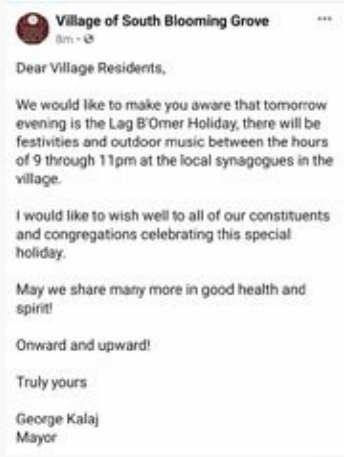 Village of South Blooming Grove
8m
Dear Village Residents,
We would like to make you aware that tomorrow
evening is the Lag B'Omer Holiday, there will be
festivities and outdoor music between the hours
of 9 through 11pm at the local synagogues in the
village.
I would like to wish well to all of our constituents
and congregations celebrating this special
holiday.
May we share many more in good health and
spirit!
Onward and upward!
Truly yours
George Kalaj
Mayor